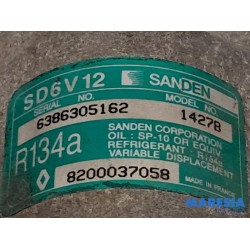 SD6V12 SANDEN
SERIAL NO. MODEL NO.
6386305162 1427B
R134a
SANDEN CORPORATION
OIL: SP-10 OR EQUIV
REFRIGERANT: R134a
VARIABLE DISPLACEMENT
8200037058
MADE IN FRANCE